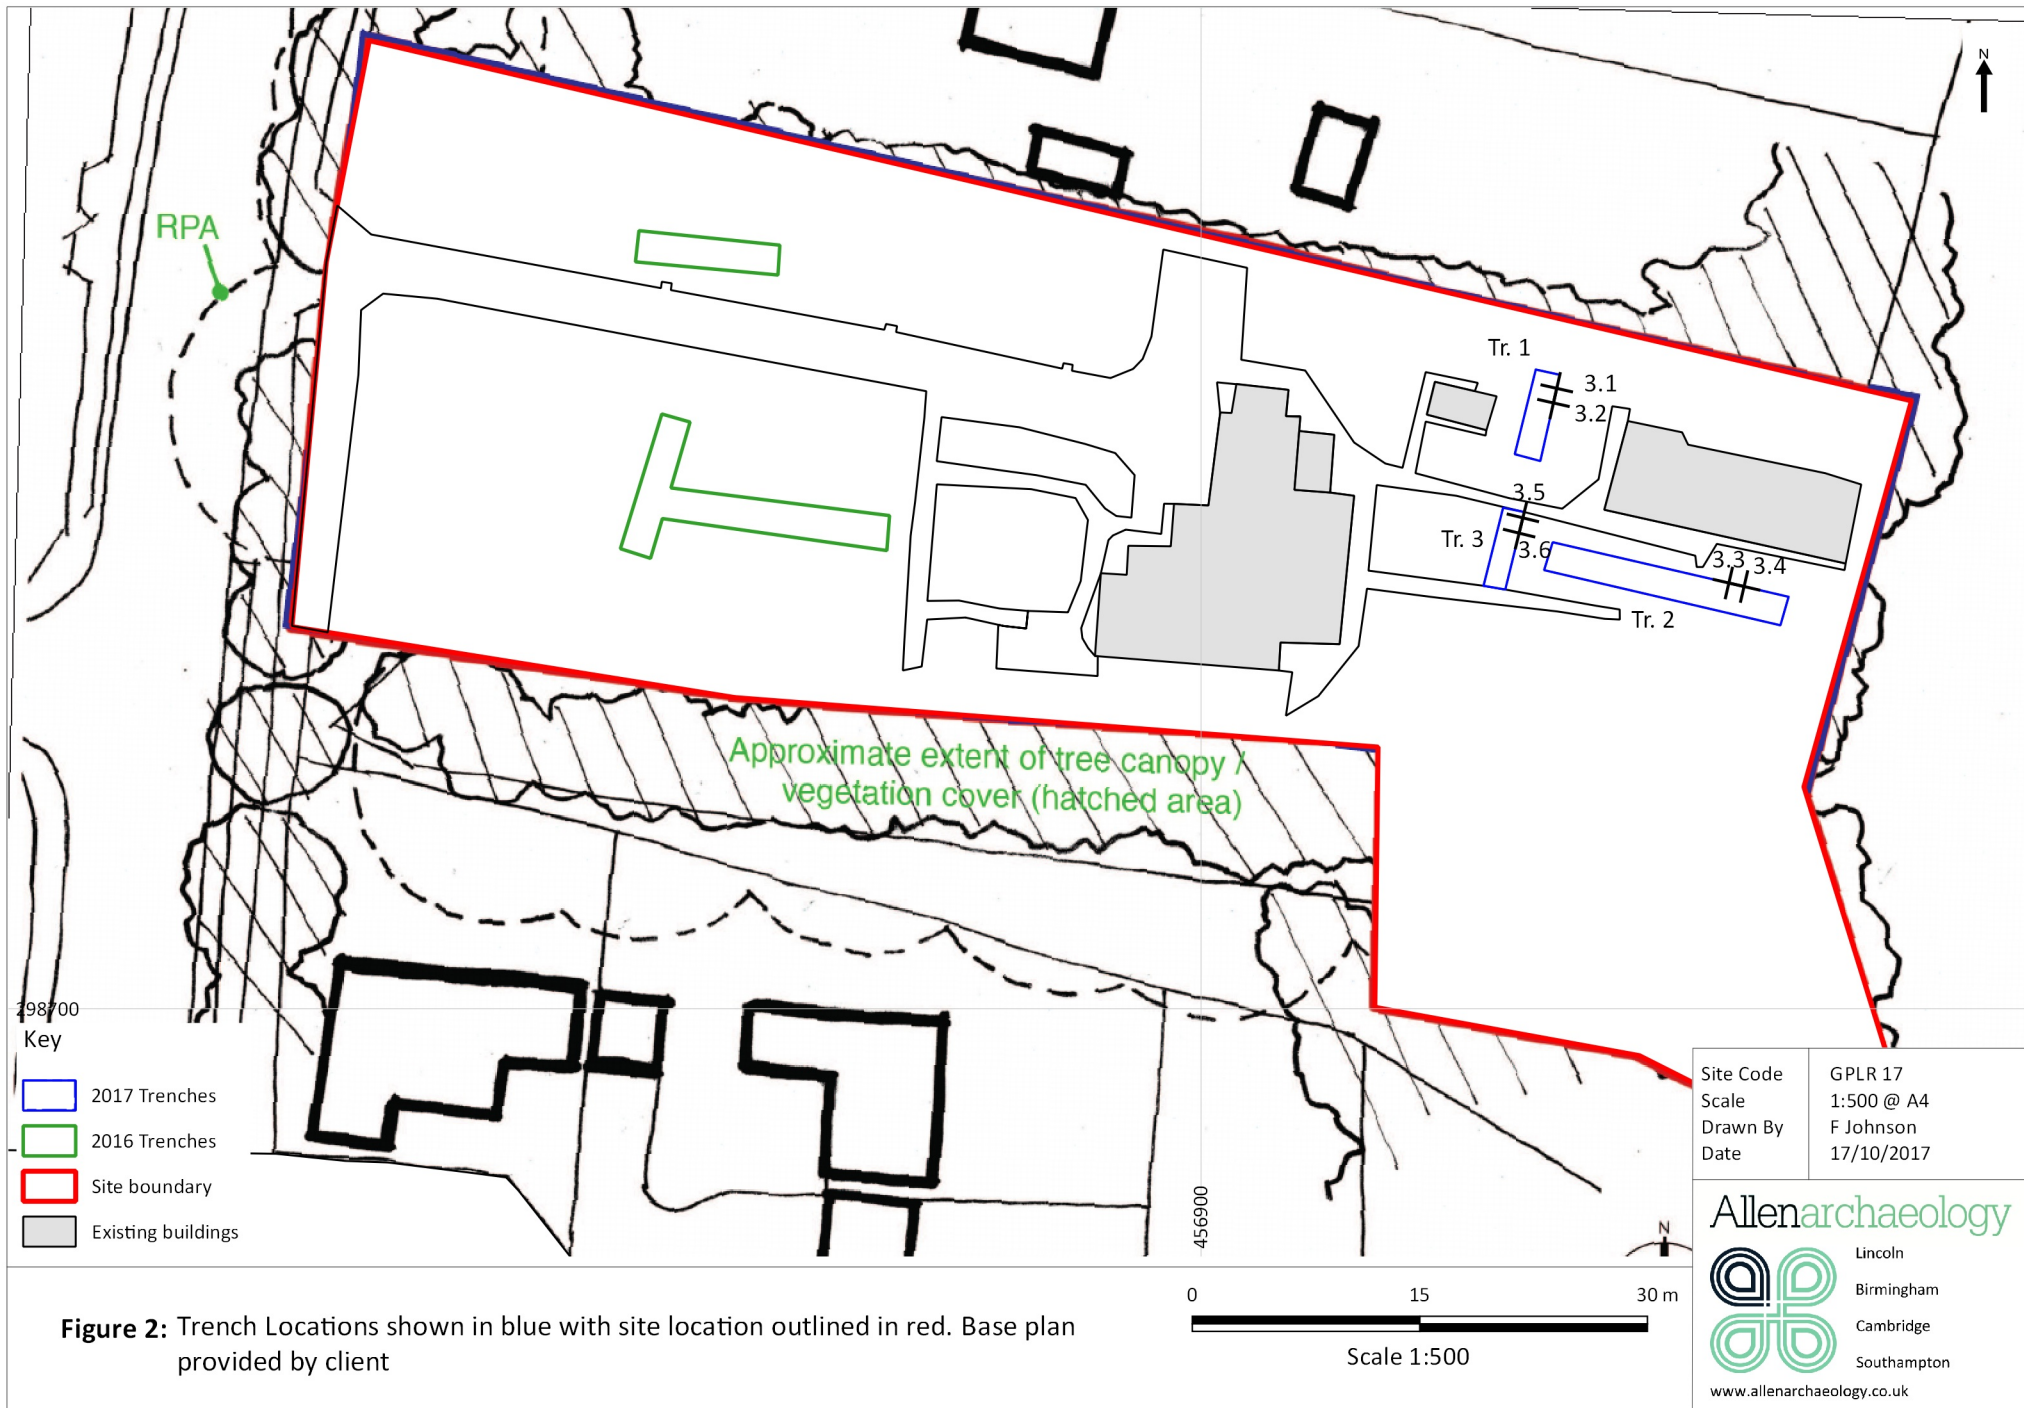 N
RPA
Tr. 1
3.1
3.2
3.5
Tr. 3
3.6
3.3
3.4
Tr. 2
Approximate extent of tree canopy /
vegetation cover (hatched area)
298700
Key
2017 Trenches
2016 Trenches
Site boundary
Existing buildings
456900
N
Site Code GPLR 17
Scale 1:500 @ A4
Drawn By F Johnson
Date 17/10/2017
Allenarchaeology
Lincoln
Birmingham
Cambridge
Southampton
www.allenarchaeology.co.uk
0 15 30 m
Scale 1:500
Figure 2: Trench Locations shown in blue with site location outlined in red. Base plan
provided by client